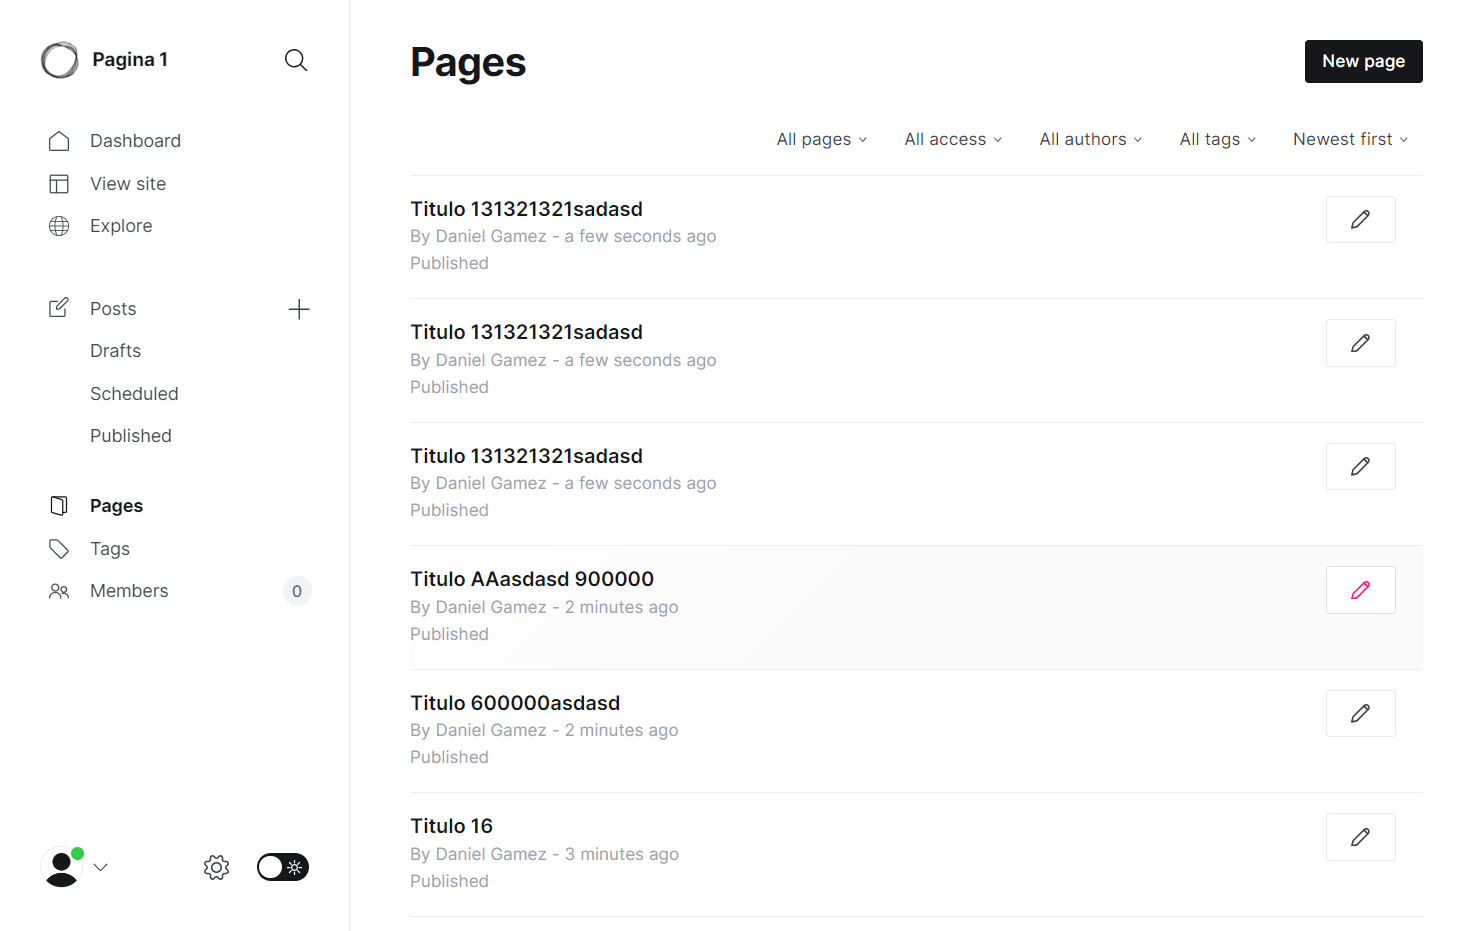 Pagina 1
Dashboard
View site
Explore
Posts
Drafts
Scheduled
Published
Pages
Tags
Members
0
Pages
New page
All pages
All access
All authors
All tags
Newest first
Titulo 131321321sadasd
By Daniel Gamez - a few seconds ago
Published
Titulo 131321321sadasd
By Daniel Gamez - a few seconds ago
Published
Titulo 131321321sadasd
By Daniel Gamez - a few seconds ago
Published
Titulo AAasdasd 900000
By Daniel Gamez - 2 minutes ago
Published
Titulo 600000asdasd
By Daniel Gamez - 2 minutes ago
Published
Titulo 16
By Daniel Gamez - 3 minutes ago
Published